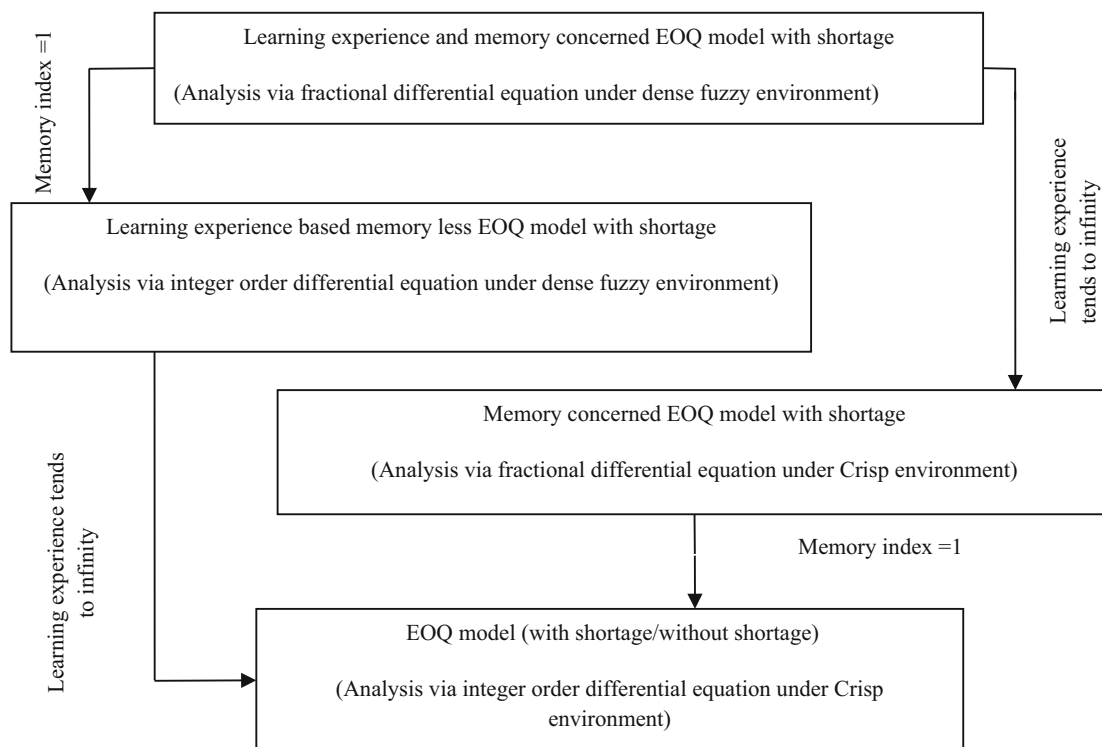 Learning experience and memory concerned EOQ model with shortage
(Analysis via fractional differential equation under dense fuzzy environment)
Memory index =1
Learning experience
tends to infinity
Learning experience based memory less EOQ model with shortage
(Analysis via integer order differential equation under dense fuzzy environment)
Memory concerned EOQ model with shortage
(Analysis via fractional differential equation under Crisp environment)
Learning experience tends
to infinity
Memory index =1
EOQ model (with shortage/without shortage)
(Analysis via integer order differential equation under Crisp
environment)